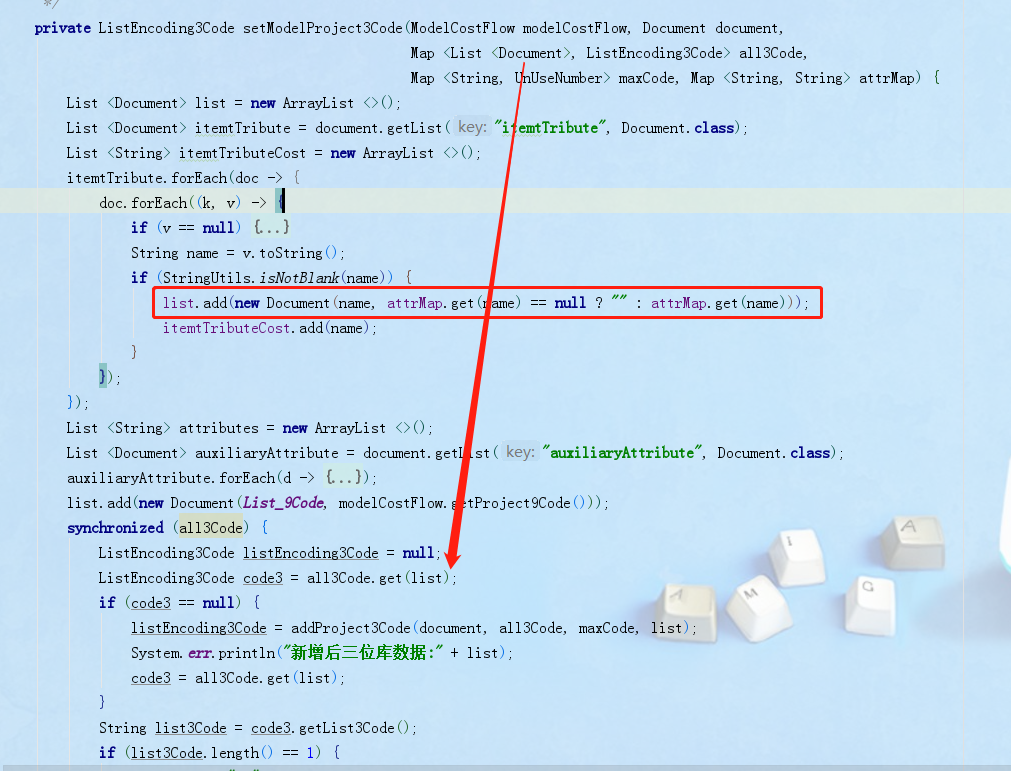 */
private ListEncoding3Code setModelProject3Code(ModelCostFlow modelCostFlow, Document document,
Map <List <Document>, ListEncoding3Code> all3Code,
Map <String, UnUseNumber> maxCode, Map <String, String> attrMap) {
List <Document> list = new ArrayList <>();
List <Document> itemtTribute = document.getList( key: "itemtTribute", Document.class);
List <String> itemtTributeCost = new ArrayList <>();
itemtTribute.forEach(doc -> {
doc.forEach((k, v) -> {
if (v == null) {...}
String name = v.toString();
if (StringUtils.isNotBlank(name)) {
list.add(new Document(name, attrMap.get(name) == null ? "" : attrMap.get(name)));
itemtTributeCost.add(name);
}
});
});
List <String> attributes = new ArrayList <>();
List <Document> auxiliaryAttribute = document.getList( key: "auxiliaryAttribute", Document.class);
auxiliaryAttribute.forEach(d -> {...});
list.add(new Document(List_9Code, modelCostFlow.getProject9Code()));
synchronized (all3Code) {
ListEncoding3Code listEncoding3Code = null;
ListEncoding3Code code3 = all3Code.get(list);
if (code3 == null) {
listEncoding3Code = addProject3Code(document, all3Code, maxCode, list);
System.err.println("新增后三位库数据:" + list);
code3 = all3Code.get(list);
}
String list3Code = code3.getList3Code();
if (list3Code.length() == 1) {